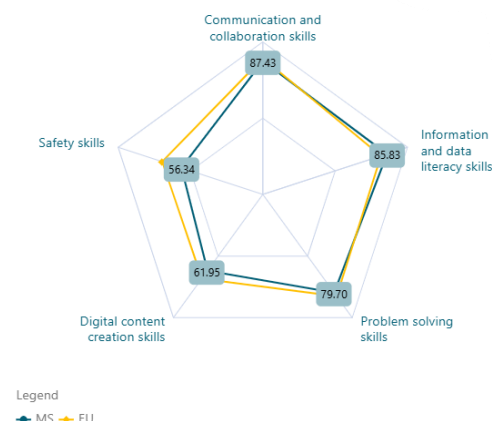 Communication and
collaboration skills
87.43
Safety skills
Information
and data
literacy skills
85.83
56.34
61.95
79.70
Digital content
creation skills
Problem solving
skills
Legend
MS EU